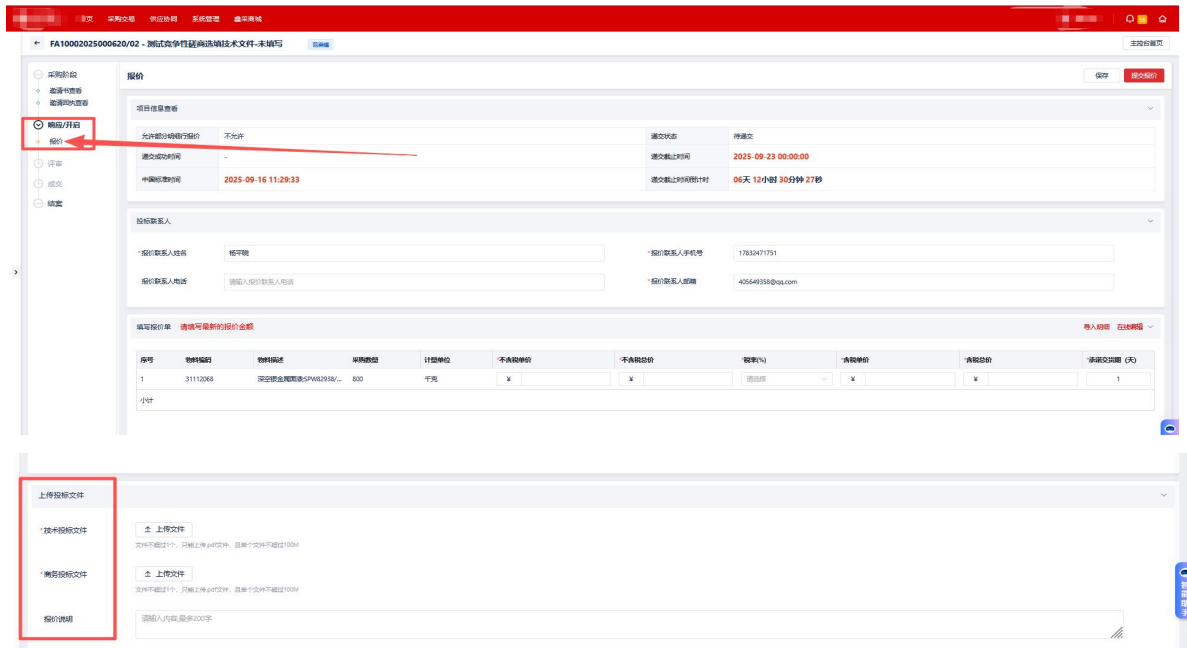 首页 采购交易 供应协同 系统管理 鑫采商城
FA10002025000620/02 - 测试竞争性磋商选填技术文件-未填写
主控台首页
采购阶段
邀请书查看
邀请回执查看
响应/开启
报价
评审
成交
结案
报价
保存 提交报价
项目信息查看
允许部分明细行报价 不允许 递交状态 待递交
递交成功时间 - 递交截止时间 2025-09-23 00:00:00
中国标准时间 2025-09-16 11:29:33 递交截止时间倒计时 06天 12小时 30分钟 27秒
投标联系人
*报价联系人姓名 *报价联系人手机号 17832471751
报价联系人电话 请输入报价联系人电话 *报价联系人邮箱 405649358@qq.com
填写报价单 请填写最新的报价金额 导入明细 在线编辑
序号 物料编码 物料描述 采购数量 计量单位 *不含税单价 *不含税总价 *税率(%) *含税单价 *含税总价 *承诺交货期 (天)
1 31112068 深空银金属面漆;SPW82938/... 800 千克 ¥ ¥ 请选择 ¥ ¥ 1
小计
上传投标文件
*技术投标文件 上传文件
文件不超过1个、只能上传.pdf文件、且单个文件不超过100M
*商务投标文件 上传文件
文件不超过1个、只能上传.pdf文件、且单个文件不超过100M
报价说明 请输入内容,最多200字
智能助手